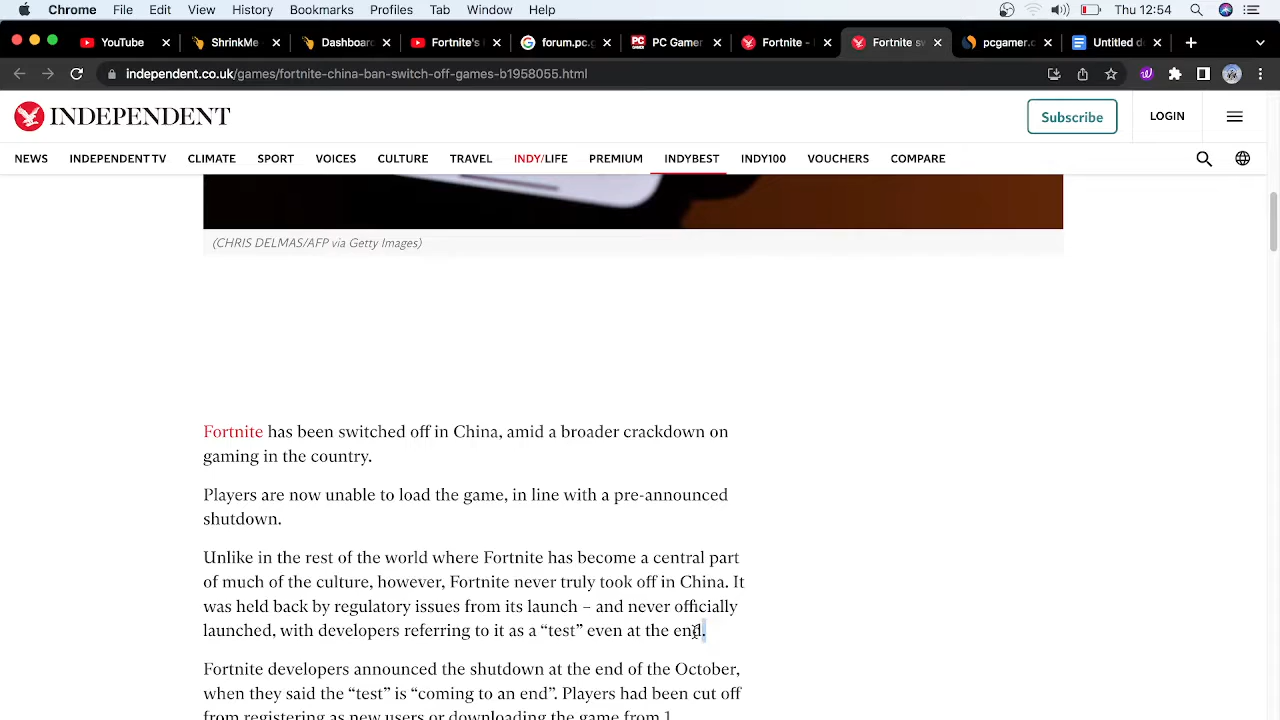 Chrome File Edit View History Bookmarks Profiles Tab Window Help Thu 12:54
YouTube ShrinkMe Dashboar Fortnite's forum.pc.g PC Gamer Fortnite - Fortnite sw pcgamer.c Untitled d
independent.co.uk/games/fortnite-china-ban-switch-off-games-b1958055.html
INDEPENDENT Subscribe LOGIN
NEWS INDEPENDENT TV CLIMATE SPORT VOICES CULTURE TRAVEL INDY/LIFE PREMIUM INDYBEST INDY100 VOUCHERS COMPARE
(CHRIS DELMAS/AFP via Getty Images)
Fortnite has been switched off in China, amid a broader crackdown on
gaming in the country.
Players are now unable to load the game, in line with a pre-announced
shutdown.
Unlike in the rest of the world where Fortnite has become a central part
of much of the culture, however, Fortnite never truly took off in China. It
was held back by regulatory issues from its launch – and never officially
launched, with developers referring to it as a “test” even at the end.
Fortnite developers announced the shutdown at the end of the October,
when they said the “test” is “coming to an end”. Players had been cut off
from registering as new users or downloading the game from 1